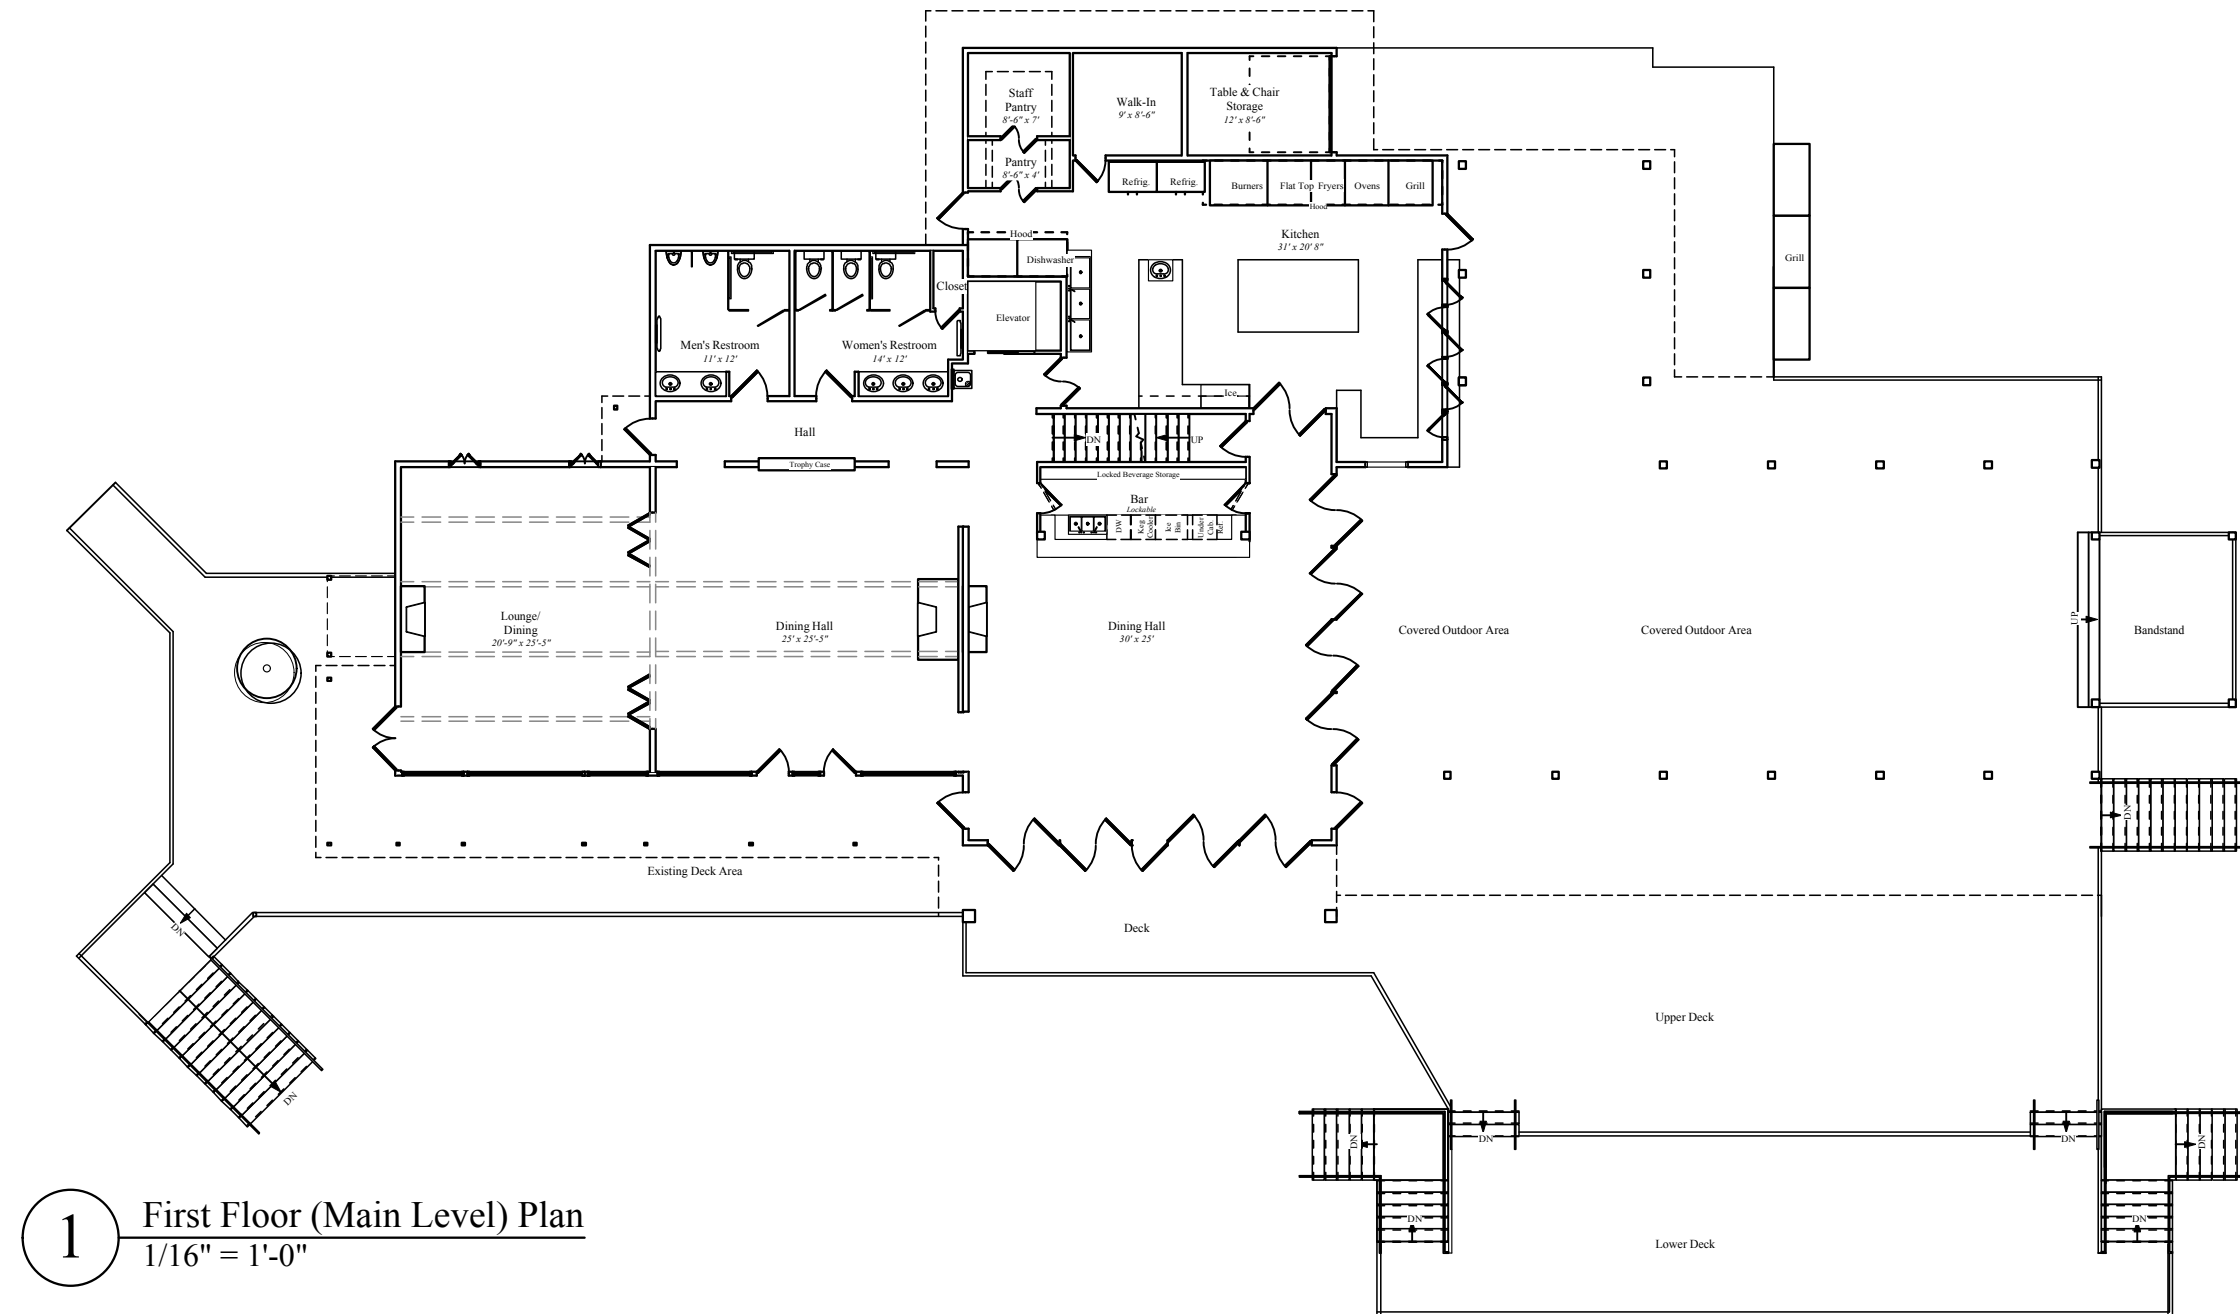 Staff
Pantry
8'-6" x 7'
Walk-In
9' x 8'-6"
Table & Chair
Storage
12' x 8'-6"
Pantry
8'-6" x 4'
Refrig.
Refrig.
Burners
Flat Top
Fryers
Ovens
Grill
Hood
Hood
Kitchen
31' x 20' 8"
Dishwasher
Grill
Closet
Elevator
Men's Restroom
11' x 12'
Women's Restroom
14' x 12'
Ice
Hall
DN
UP
Trophy Case
Locked Beverage Storage
Bar
Lockable
DW
Keg
Cooler
Ice
Bin
Under
Cab.
Ref.
Lounge/
Dining
20'-9" x 25'-5"
Dining Hall
25' x 25'-5"
Dining Hall
30' x 25'
Covered Outdoor Area
Covered Outdoor Area
UP
Bandstand
DN
Existing Deck Area
DN
Deck
Upper Deck
DN
DN
DN
DN
DN
DN
DN
Lower Deck
1
First Floor (Main Level) Plan
1/16" = 1'-0"